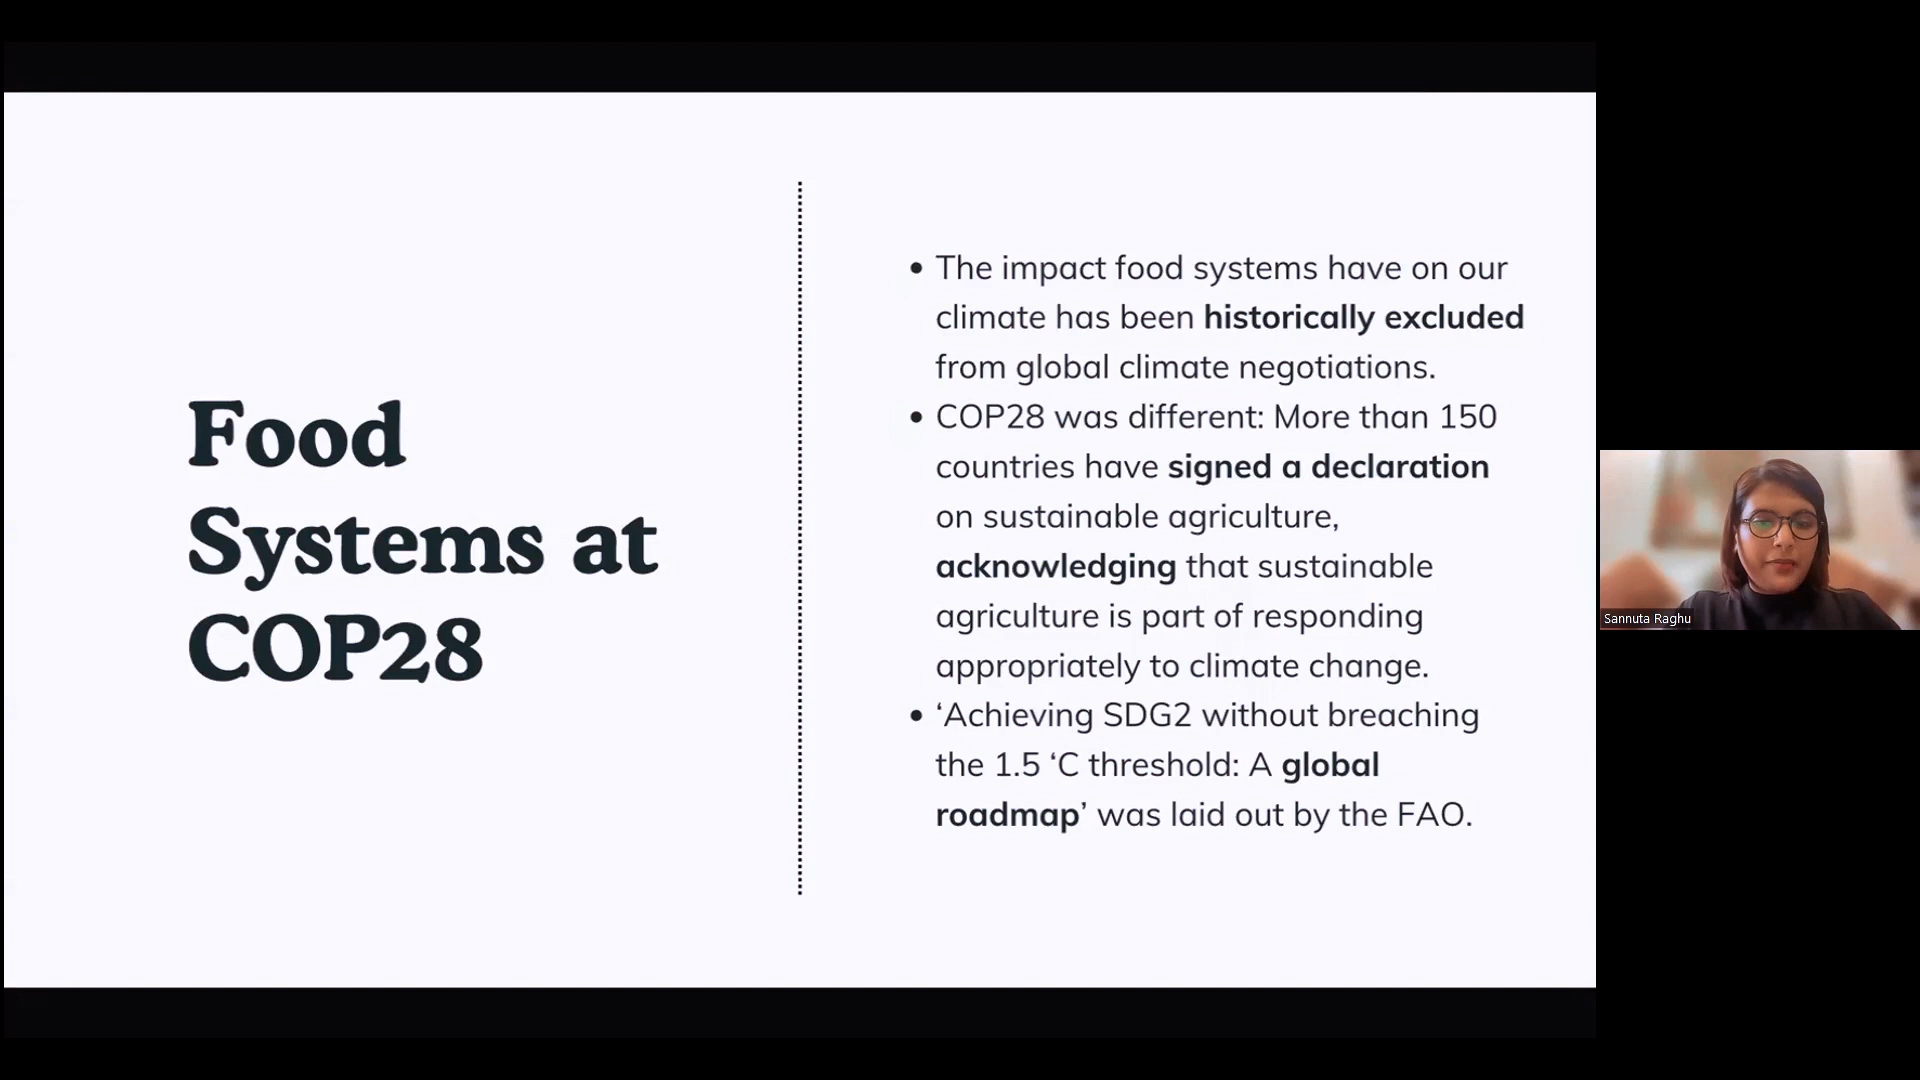 Food
Systems at
COP28
• The impact food systems have on our
climate has been historically excluded
from global climate negotiations.
• COP28 was different: More than 150
countries have signed a declaration
on sustainable agriculture,
acknowledging that sustainable
agriculture is part of responding
appropriately to climate change.
• ‘Achieving SDG2 without breaching
the 1.5 ‘C threshold: A global
roadmap’ was laid out by the FAO.
Sannuta Raghu